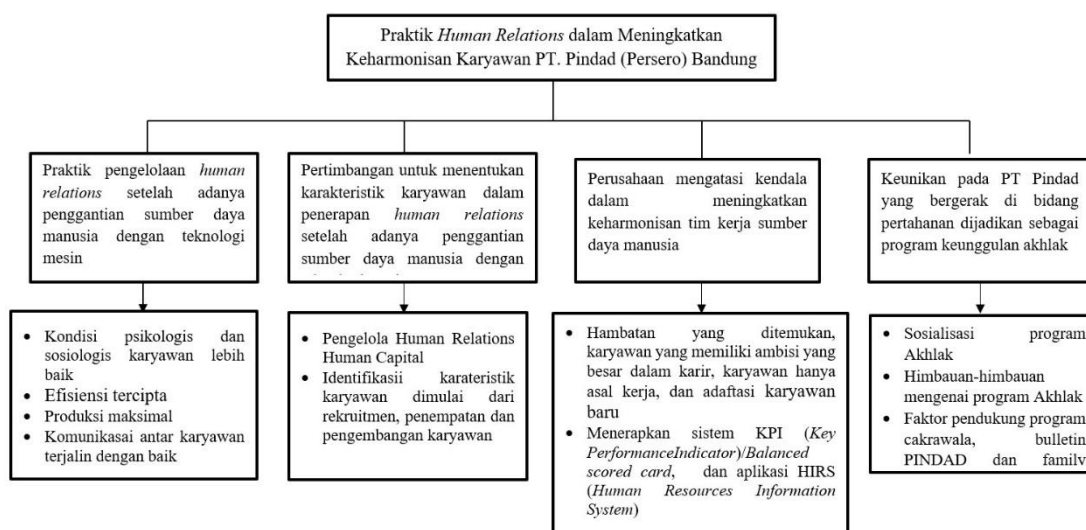 Praktik Human Relations dalam Meningkatkan
Keharmonisan Karyawan PT. Pindad (Persero) Bandung
Praktik pengelolaan human
relations setelah adanya
penggantian sumber daya
manusia dengan teknologi
mesin
Pertimbangan untuk menentukan
karakteristik karyawan dalam
penerapan human relations
setelah adanya penggantian
sumber daya manusia dengan
Perusahaan mengatasi kendala
dalam meningkatkan
keharmonisan tim kerja sumber
daya manusia
Keunikan pada PT Pindad
yang bergerak di bidang
pertahanan dijadikan sebagai
program keunggulan akhlak
• Kondisi psikologis dan
sosiologis karyawan lebih
baik
• Efisiensi tercipta
• Produksi maksimal
• Komunikasai antar karyawan
terjalin dengan baik
• Pengelola Human Relations
Human Capital
• Identifikasii karateristik
karyawan dimulai dari
rekruitmen, penempatan dan
pengembangan karyawan
• Hambatan yang ditemukan,
karyawan yang memiliki ambisi yang
besar dalam karir, karyawan hanya
asal kerja, dan adaftasi karyawan
baru
• Menerapkan sistem KPI (Key
PerformanceIndicator)/Balanced
scored card, dan aplikasi HIRS
(Human Resources Information
System)
• Sosialisasi program
Akhlak
• Himbauan-himbauan
mengenai program Akhlak
• Faktor pendukung program
cakrawala, bulletin
PINDAD dan family